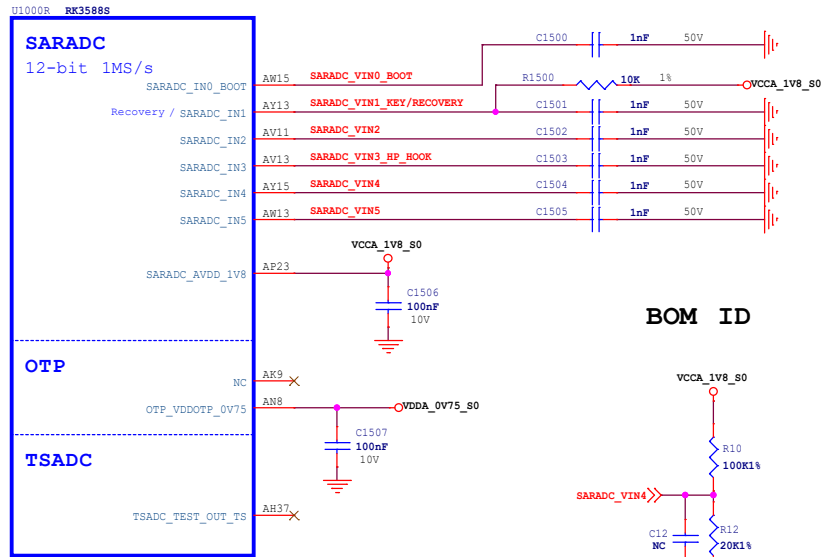 U1000R RK3588S
SARADC
12-bit 1MS/s
SARADC_IN0_BOOT AW15 SARADC_VIN0_BOOT C1500 1nF 50V
R1500 10K 1% VCCA_1V8_S0
Recovery / SARADC_IN1 AY13 SARADC_VIN1_KEY/RECOVERY C1501 1nF 50V
SARADC_IN2 AV11 SARADC_VIN2 C1502 1nF 50V
SARADC_IN3 AV13 SARADC_VIN3_HP_HOOK C1503 1nF 50V
SARADC_IN4 AY15 SARADC_VIN4 C1504 1nF 50V
SARADC_IN5 AW13 SARADC_VIN5 C1505 1nF 50V
VCCA_1V8_S0
SARADC_AVDD_1V8 AP23
C1506
100nF
10V
BOM ID
OTP
NC AK9
OTP_VDDOTP_0V75 AN8 VDDA_0V75_S0
C1507
100nF
10V
TSADC
TSADC_TEST_OUT_TS AH37
VCCA_1V8_S0
R10
100K1%
SARADC_VIN4
C12
NC
R12
20K1%